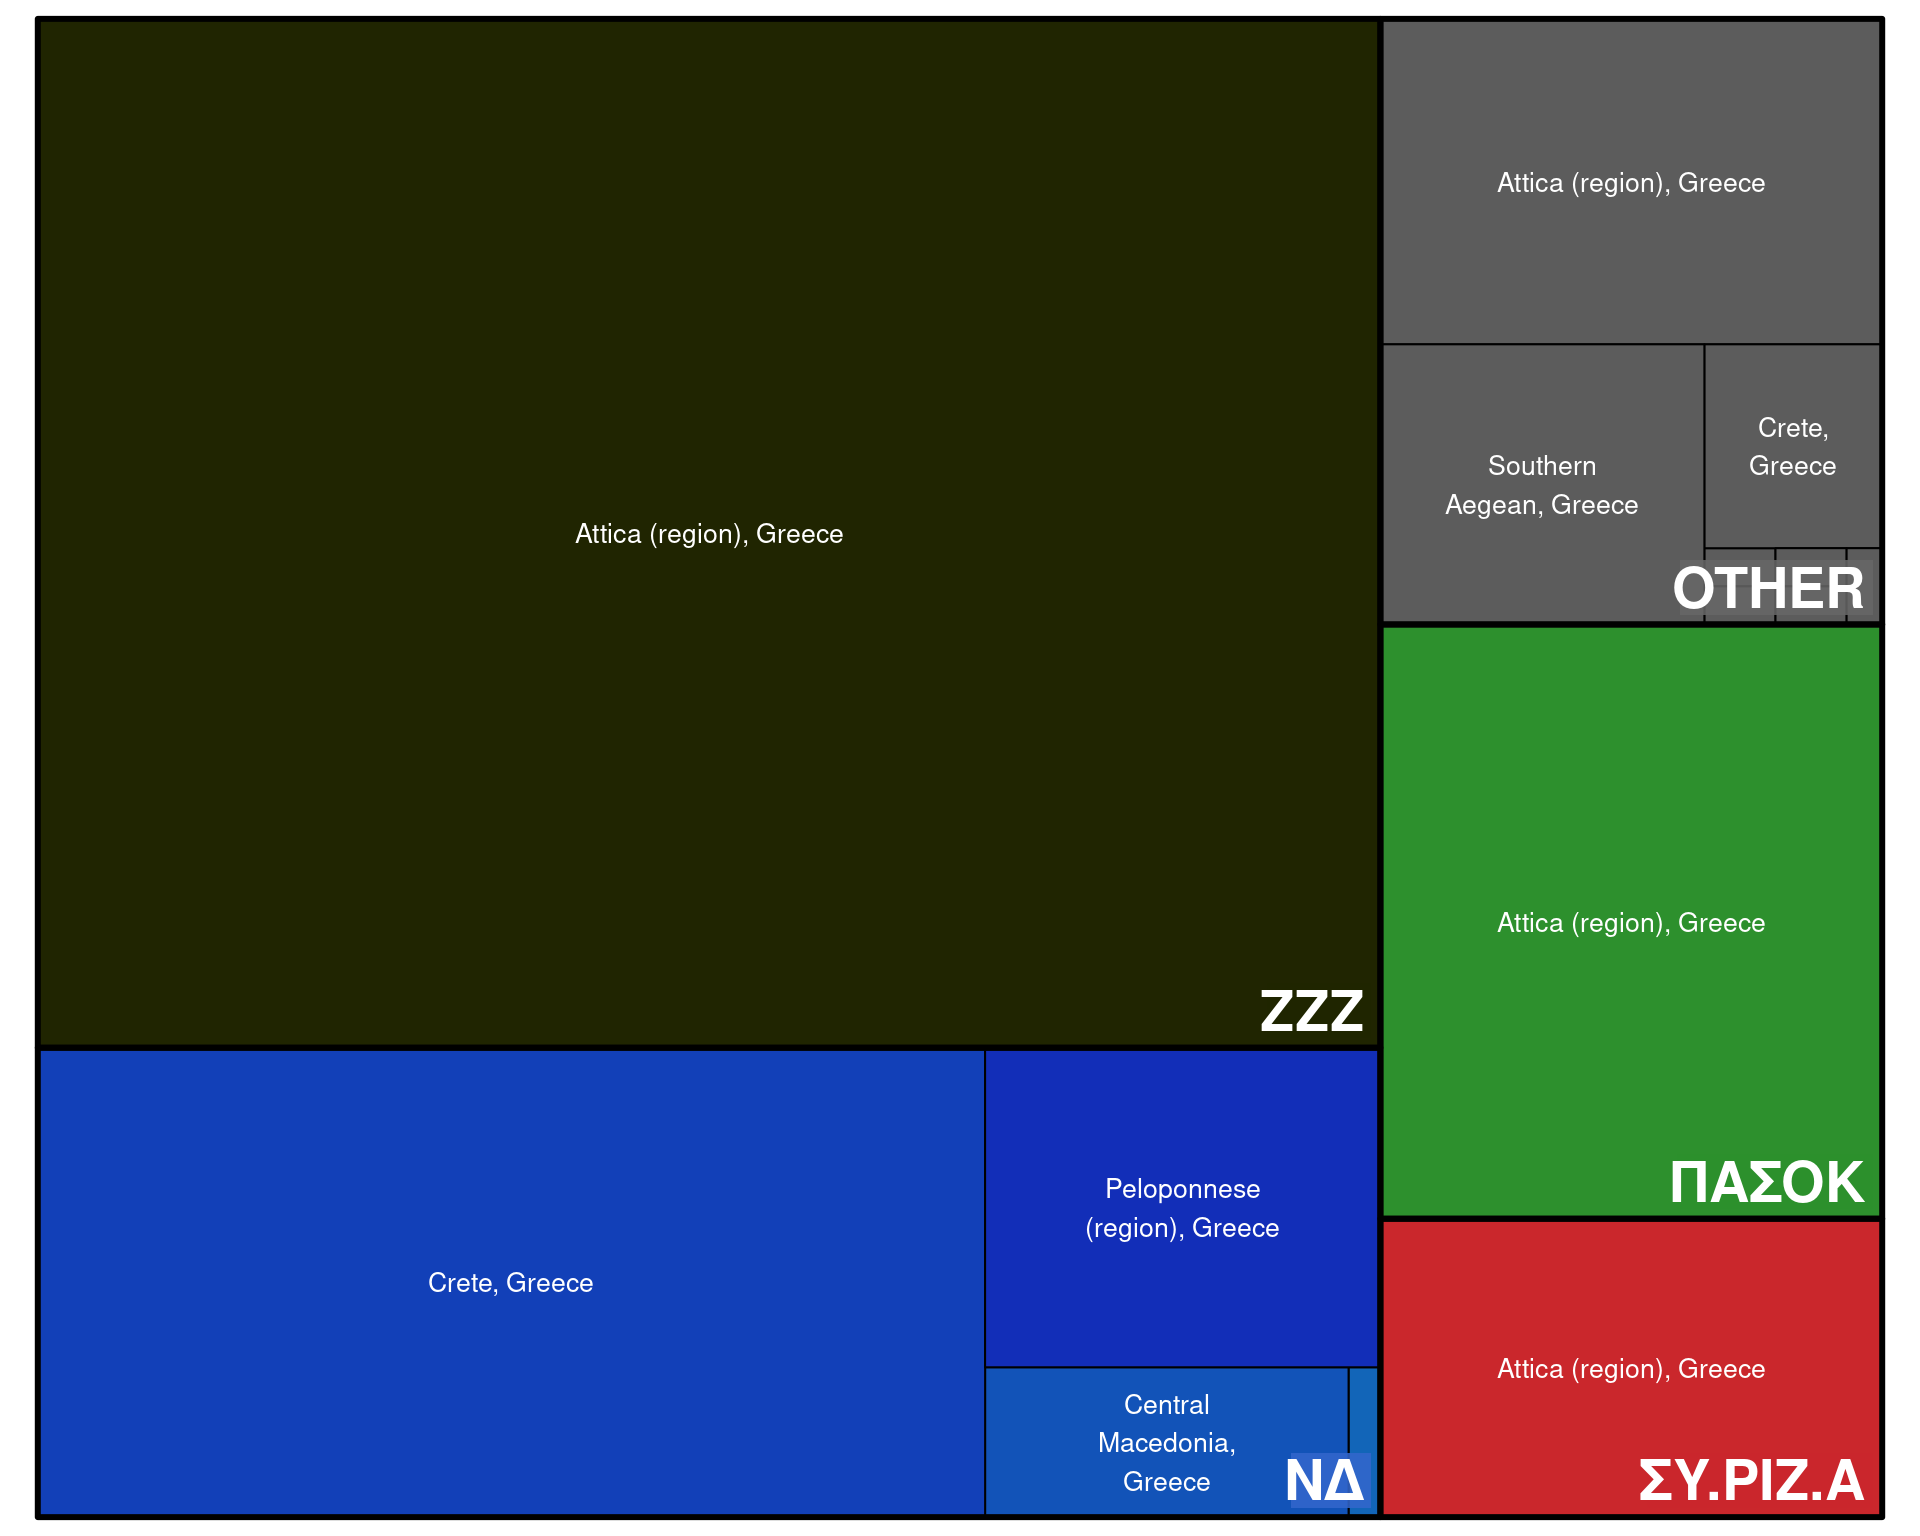 Attica (region), Greece
ZZZ
Attica (region), Greece
Southern
Aegean, Greece
Crete,
Greece
OTHER
Attica (region), Greece
ΠΑΣΟΚ
Crete, Greece
Peloponnese
(region), Greece
Central
Macedonia,
Greece
ΝΔ
Attica (region), Greece
ΣΥ.ΡΙΖ.Α